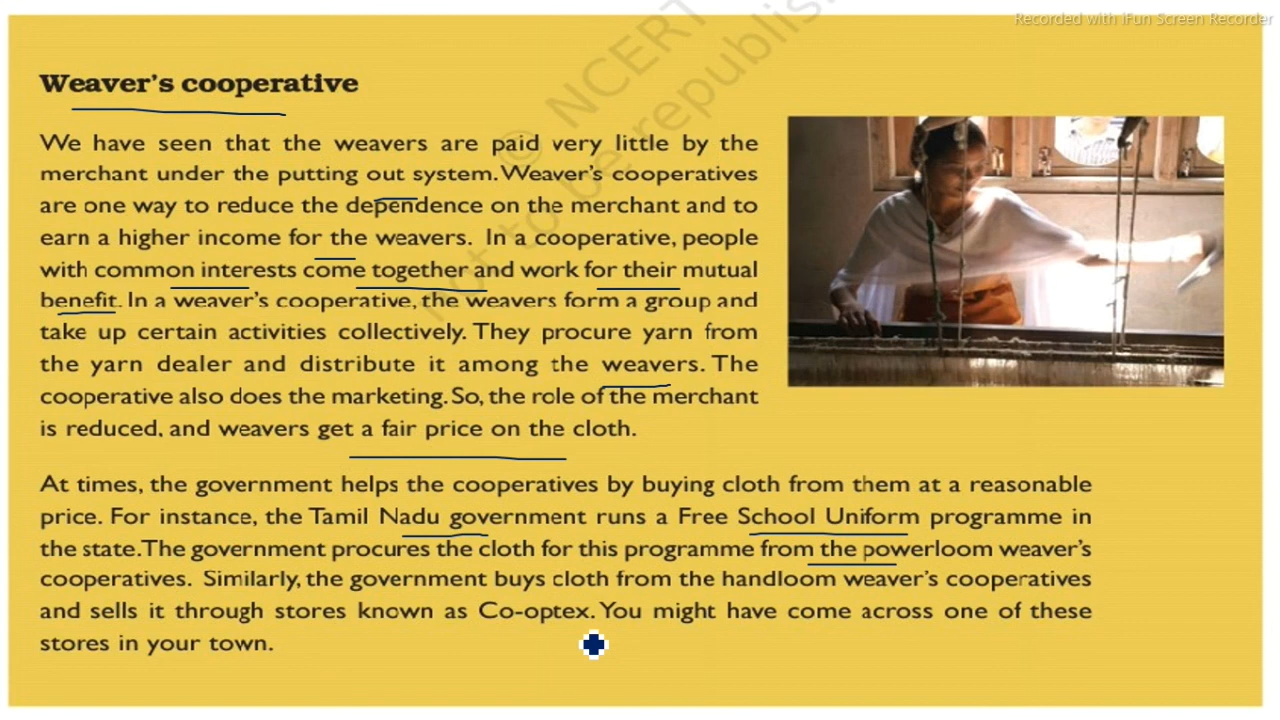 Recorded with iFun Screen Recorder
© NCERT
not to be republis
Weaver's cooperative
We have seen that the weavers are paid very little by the
merchant under the putting out system. Weaver's cooperatives
are one way to reduce the dependence on the merchant and to
earn a higher income for the weavers. In a cooperative, people
with common interests come together and work for their mutual
benefit. In a weaver's cooperative, the weavers form a group and
take up certain activities collectively. They procure yarn from
the yarn dealer and distribute it among the weavers. The
cooperative also does the marketing. So, the role of the merchant
is reduced, and weavers get a fair price on the cloth.
At times, the government helps the cooperatives by buying cloth from them at a reasonable
price. For instance, the Tamil Nadu government runs a Free School Uniform programme in
the state.The government procures the cloth for this programme from the powerloom weaver's
cooperatives. Similarly, the government buys cloth from the handloom weaver's cooperatives
and sells it through stores known as Co-optex. You might have come across one of these
stores in your town.